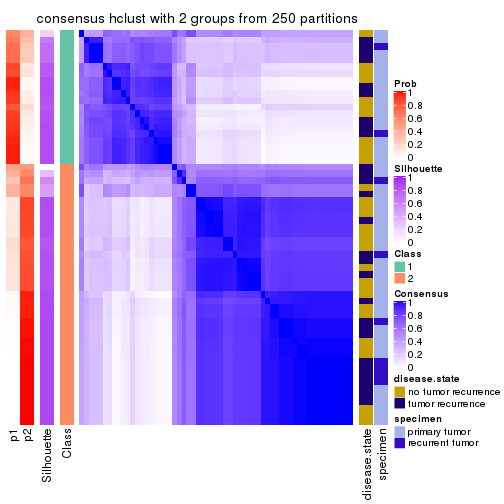 consensus hclust with 2 groups from 250 partitions
Prob
1
0.8
0.6
0.4
0.2
0
Silhouette
1
0.8
0.6
0.4
0.2
0
Class
1
2
Consensus
1
0.8
0.6
0.4
0.2
0
disease.state
no tumor recurrence
tumor recurrence
specimen
primary tumor
recurrent tumor
p1
p2
Silhouette
Class
disease.state
specimen